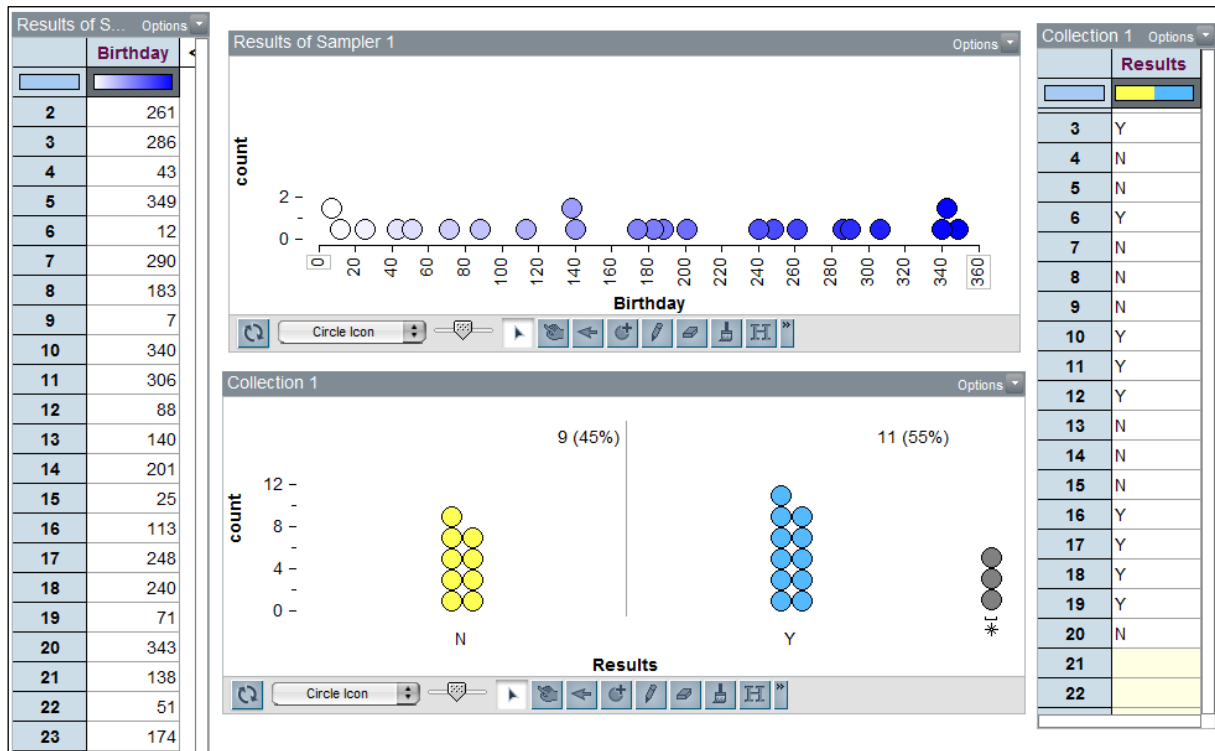 Results of S... Options
Birthday <
2 261
3 286
4 43
5 349
6 12
7 290
8 183
9 7
10 340
11 306
12 88
13 140
14 201
15 25
16 113
17 248
18 240
19 71
20 343
21 138
22 51
23 174
Results of Sampler 1 Options
count
2
0
0 20 40 60 80 100 120 140 160 180 200 220 240 260 280 300 320 340 360
Birthday
Circle Icon H »
Collection 1 Options
9 (45%) 11 (55%)
count
12
8
4
0
N Y *
Results
Circle Icon H »
Collection 1 Options
Results
3 Y
4 N
5 N
6 Y
7 N
8 N
9 N
10 Y
11 Y
12 Y
13 N
14 N
15 N
16 Y
17 Y
18 Y
19 Y
20 N
21
22